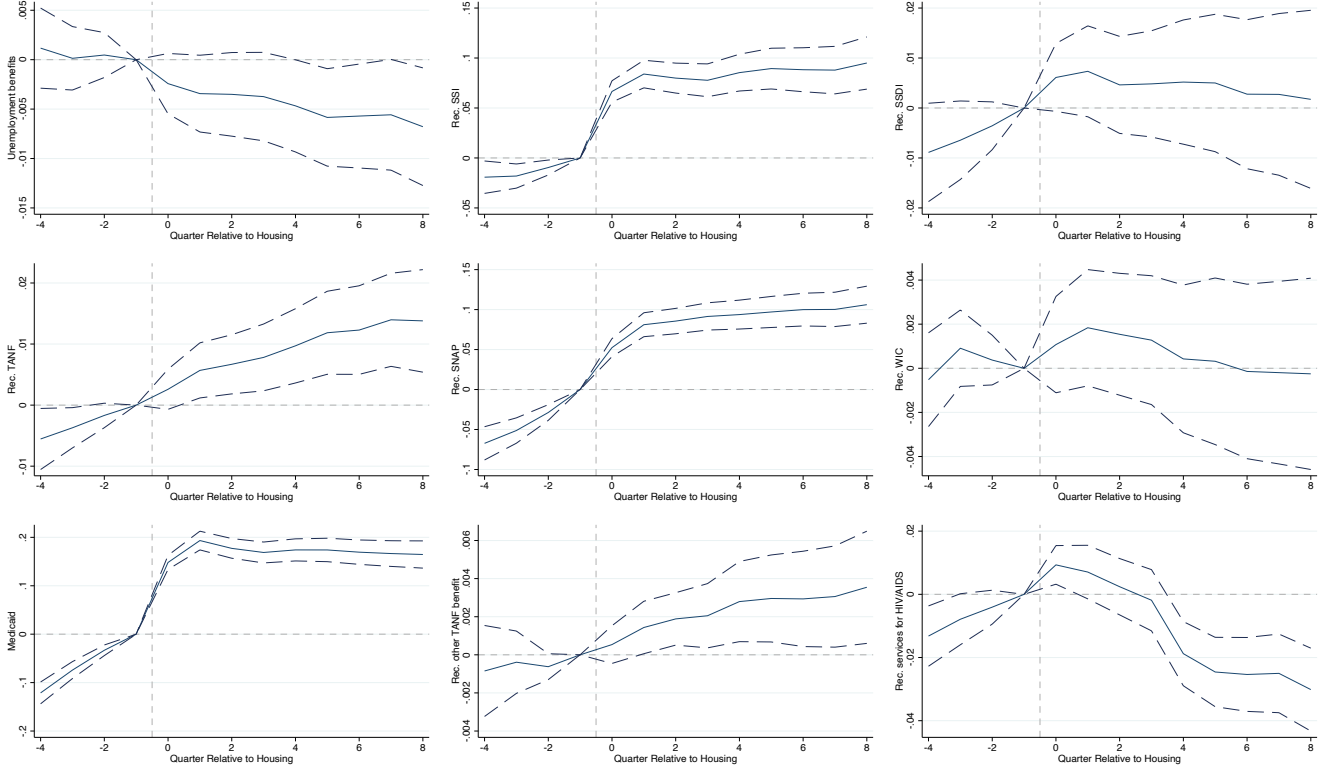 Unemployment benefits
.005
0
-.005
-.01
-.015
-4 -2 0 2 4 6 8
Quarter Relative to Housing
Rec. SSI
.15
.1
.05
0
-.05
-4 -2 0 2 4 6 8
Quarter Relative to Housing
Rec. SSDI
.02
.01
0
-.01
-.02
-4 -2 0 2 4 6 8
Quarter Relative to Housing
Rec. TANF
.02
.01
0
-.01
-4 -2 0 2 4 6 8
Quarter Relative to Housing
Rec. SNAP
.15
.1
.05
0
-.05
-.1
-4 -2 0 2 4 6 8
Quarter Relative to Housing
Rec. WIC
.004
.002
0
-.002
-.004
-4 -2 0 2 4 6 8
Quarter Relative to Housing
Medicaid
.2
.1
0
-.1
-.2
-4 -2 0 2 4 6 8
Quarter Relative to Housing
Rec. other TANF benefit
.006
.004
.002
0
-.002
-.004
-4 -2 0 2 4 6 8
Quarter Relative to Housing
Rec. services for HIV/AIDS
.02
0
-.02
-.04
-4 -2 0 2 4 6 8
Quarter Relative to Housing